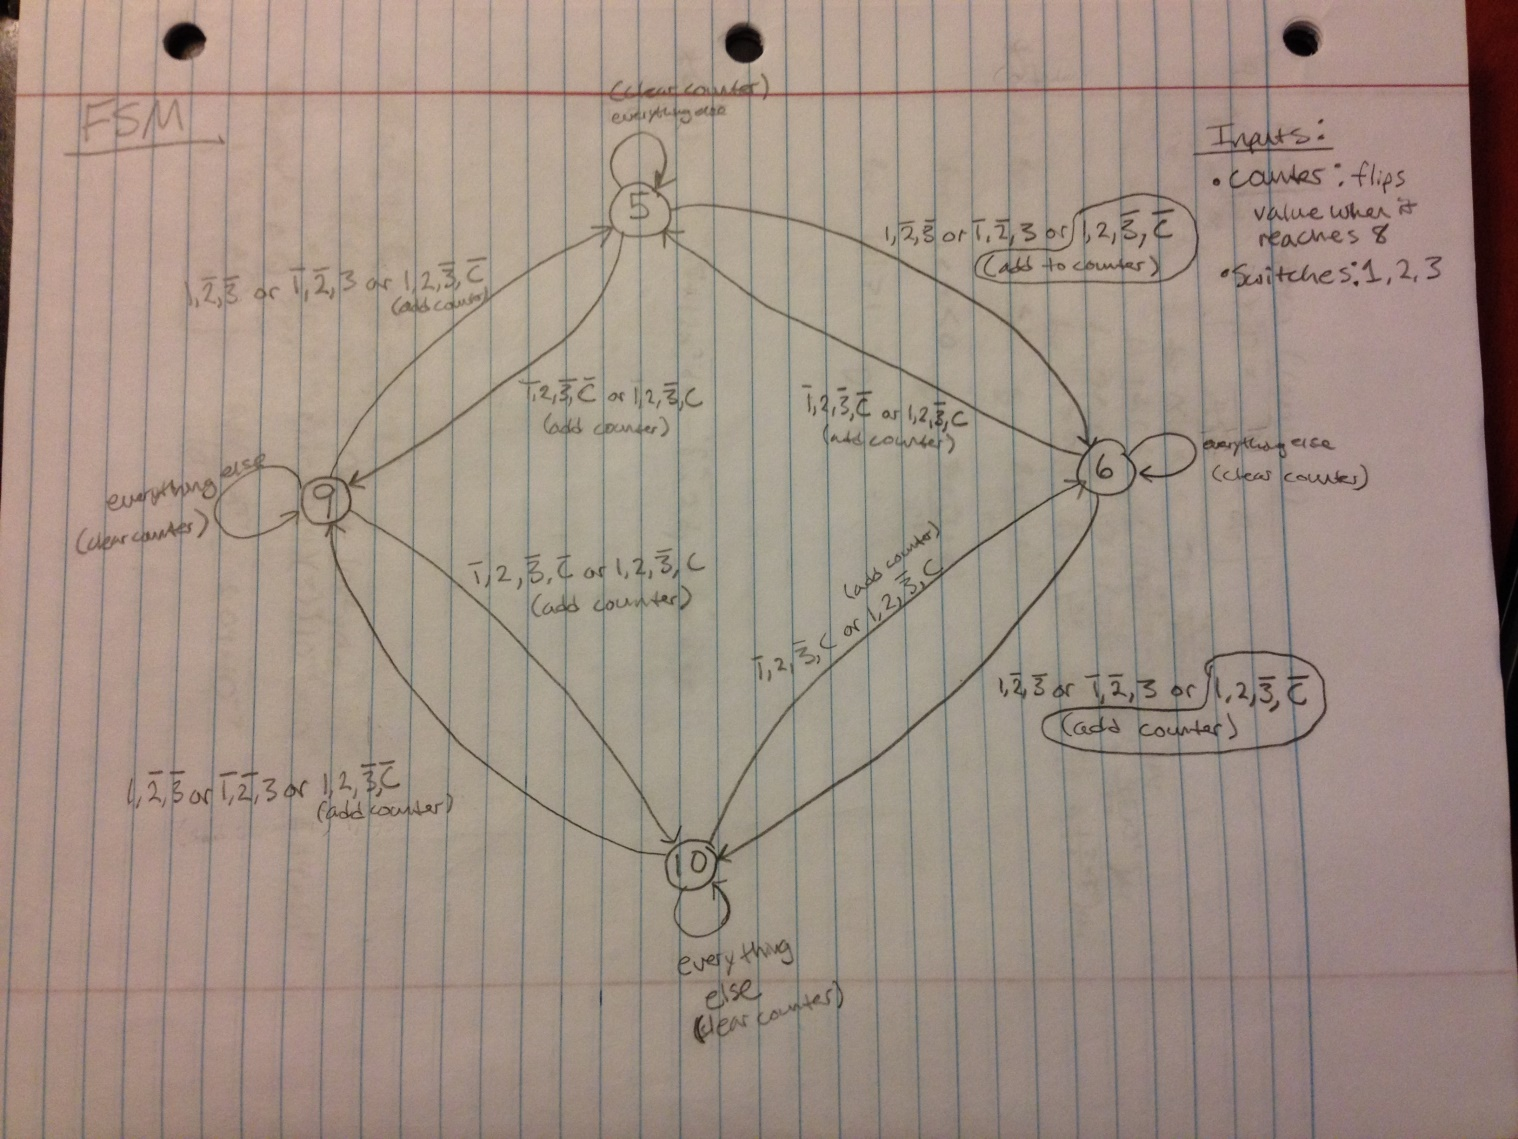 FSM
(clear counter)
everything else
5
Inputs:
• counter: flips
value when it
reaches 8
• Switches: 1, 2, 3
1, 2̅, 3̅ or 1̅, 2̅, 3 or 1, 2, 3̅, C̅
(add to counter)
1, 2̅, 3̅ or 1̅, 2̅, 3 or 1, 2, 3̅, C̅
(add counter)
1̅, 2, 3̅, C̅ or 1, 2, 3̅, C
(add counter)
1̅, 2, 3̅, C̅ or 1, 2, 3̅, C
(add counter)
everything else
(clear counter)
9
6
everything else
(clear counter)
1̅, 2, 3̅, C̅ or 1, 2, 3̅, C
(add counter)
(add counter)
1̅, 2, 3̅, C or 1, 2, 3̅, C
1, 2̅, 3̅ or 1̅, 2̅, 3 or 1, 2, 3̅, C̅
(add counter)
1, 2̅, 3̅ or 1̅, 2̅, 3 or 1, 2, 3̅, C̅
(add counter)
10
everything
else
(clear counter)